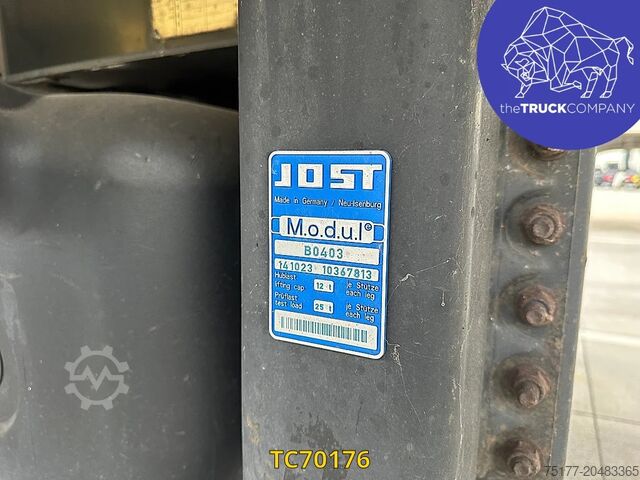 theTRUCKCOMPANY
JOST
Made in Germany / Neu-Isenburg
M.o.d.u.l®
B0403
141023 10367813
Hublast je Stütze
lifting cap. 12 t each leg
Prüflast je Stütze
test load 25 t each leg
TC70176
75177-20483365